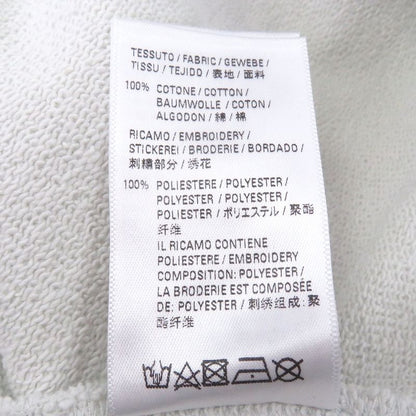 TESSUTO / FABRIC / GEWEBE /
TISSU / TEJIDO / 表地 / 面料
100% COTONE / COTTON /
BAUMWOLLE / COTON /
ALGODON / 綿 / 棉
RICAMO / EMBROIDERY /
STICKEREI / BRODERIE / BORDADO /
刺繍部分 / 绣花
100% POLIESTERE / POLYESTER /
POLYESTER / POLYESTER /
POLIESTER / ポリエステル / 聚酯
纤维
IL RICAMO CONTIENE
POLIESTERE / EMBROIDERY
COMPOSITION: POLYESTER /
LA BRODERIE EST COMPOSÉE
DE: POLYESTER / 刺绣组成: 聚
酯纤维